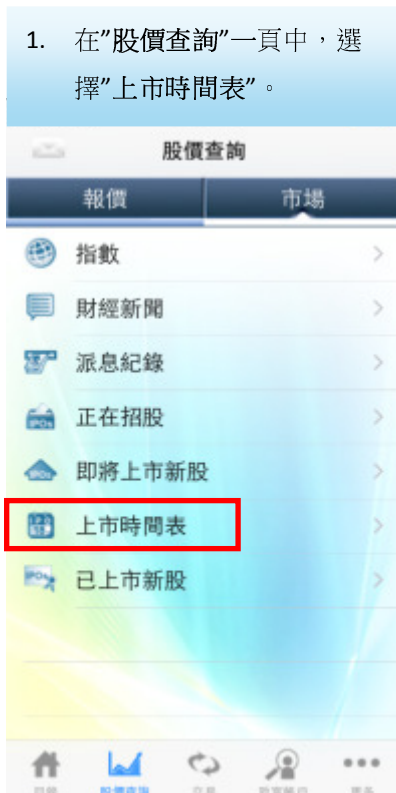 1. 在”股價查詢”一頁中，選
擇”上市時間表”。
股價查詢
報價 市場
指數
財經新聞
派息紀錄
正在招股
即將上市新股
上市時間表
已上市新股